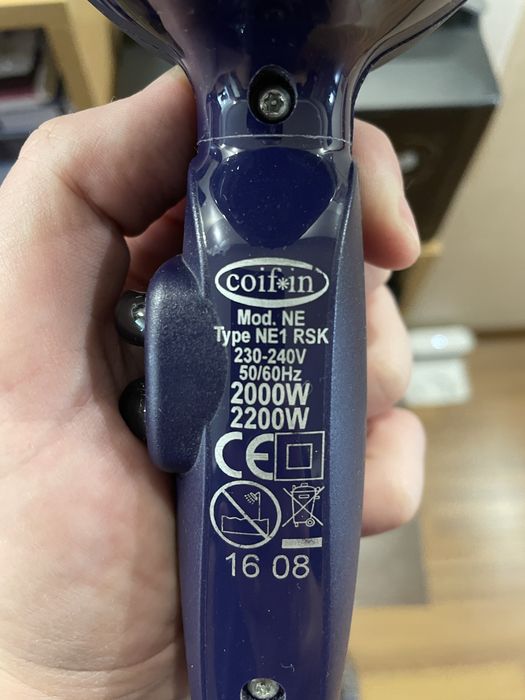 coif*in
Mod. NE
Type NE1 RSK
230-240V
50/60Hz
2000W
2200W
CE
16 08